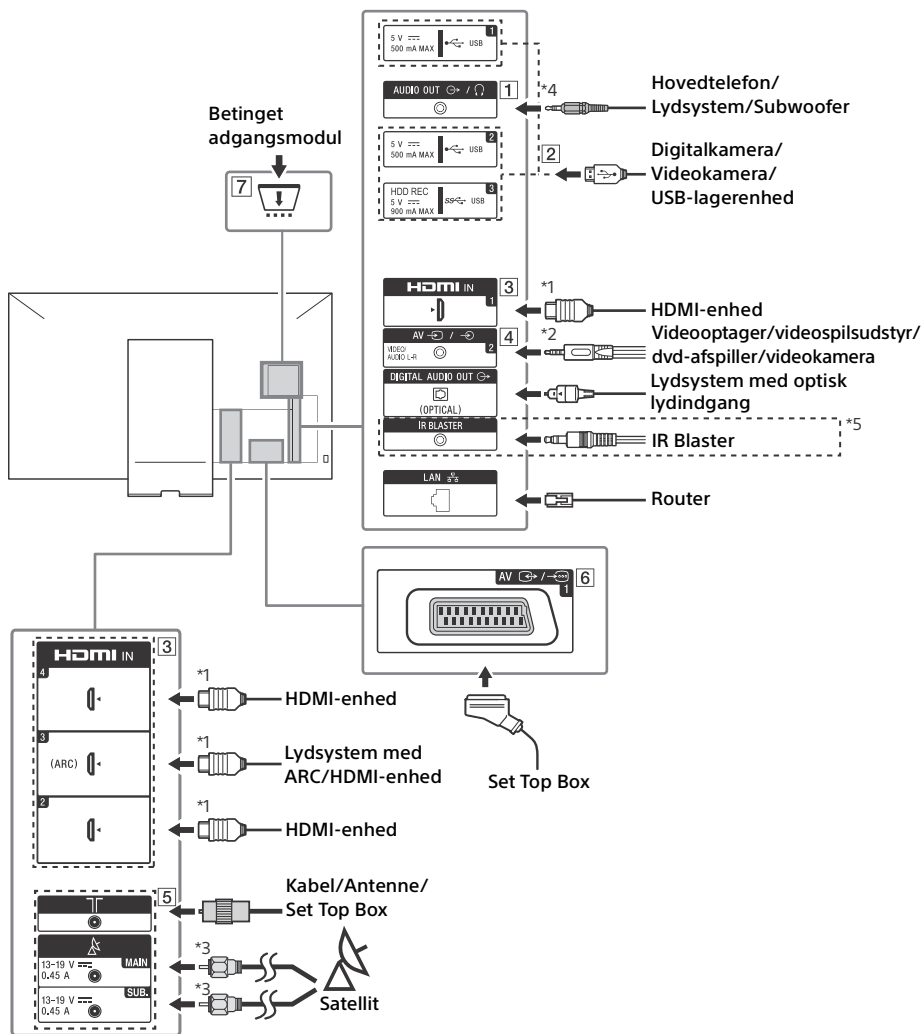 5 V
500 mA MAX
USB
1
AUDIO OUT /
1
*4
Hovedtelefon/
Lydsystem/Subwoofer
Betinget
adgangsmodul
7
5 V
500 mA MAX
USB
2
2
Digitalkamera/
Videokamera/
USB-lagerenhed
HDD REC
5 V
900 mA MAX
SS
USB
3
HDMI IN
1
3
*1
HDMI-enhed
AV /
VIDEO/
AUDIO L-R
2
4
*2
Videooptager/videospilsudstyr/
dvd-afspiller/videokamera
DIGITAL AUDIO OUT
(OPTICAL)
Lydsystem med optisk
lydindgang
IR BLASTER
IR Blaster
*5
LAN
Router
AV /
1
6
Set Top Box
HDMI IN
3
4
*1
HDMI-enhed
3
(ARC)
*1
Lydsystem med
ARC/HDMI-enhed
2
*1
HDMI-enhed
5
Kabel/Antenne/
Set Top Box
13-19 V
0.45 A
MAIN
*3
13-19 V
0.45 A
SUB.
*3
Satellit